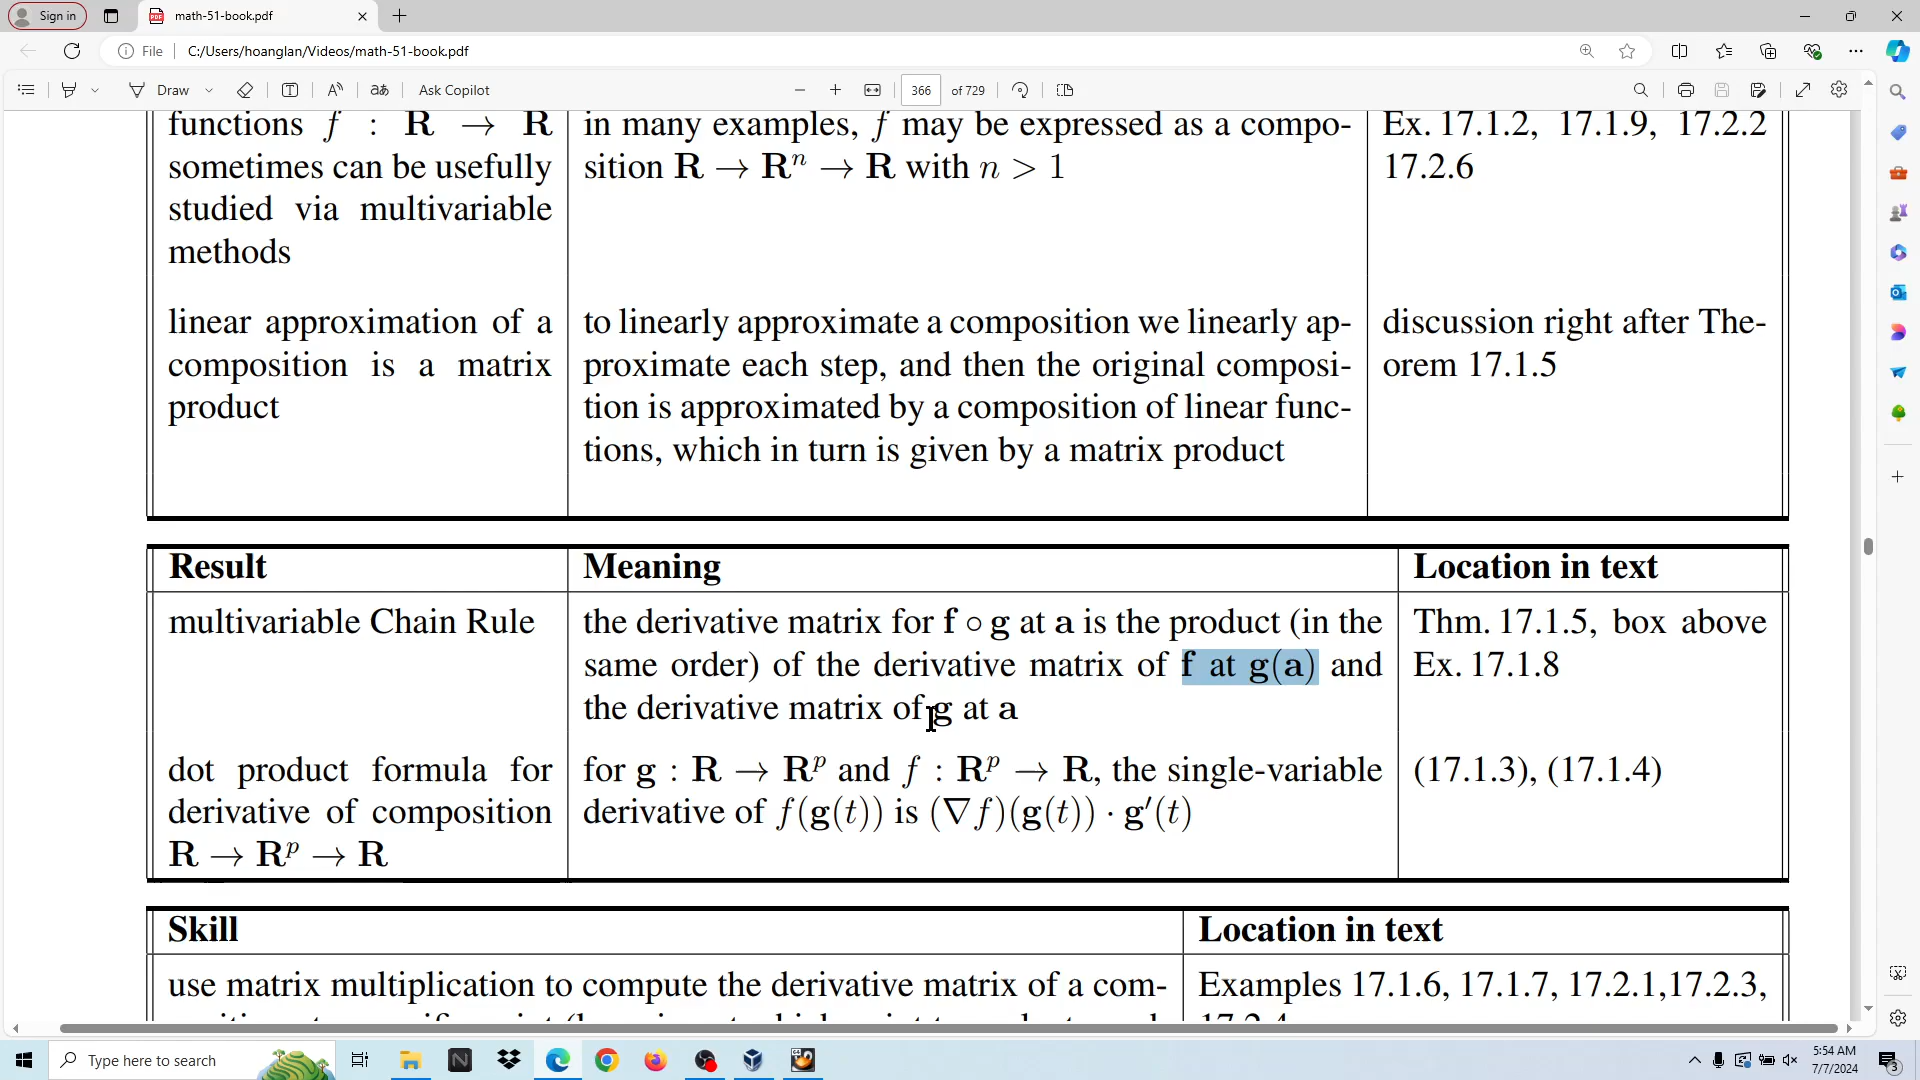 Sign in
math-51-book.pdf
File
C:/Users/hoanglan/Videos/math-51-book.pdf
Draw
Ask Copilot
366 of 729
functions f : R → R
sometimes can be usefully
studied via multivariable
methods
in many examples, f may be expressed as a compo-
sition R → Rⁿ → R with n > 1
Ex. 17.1.2, 17.1.9, 17.2.2
17.2.6
linear approximation of a
composition is a matrix
product
to linearly approximate a composition we linearly ap-
proximate each step, and then the original composi-
tion is approximated by a composition of linear func-
tions, which in turn is given by a matrix product
discussion right after The-
orem 17.1.5
Result
Meaning
Location in text
multivariable Chain Rule
the derivative matrix for f ∘ g at a is the product (in the
same order) of the derivative matrix of f at g(a) and
the derivative matrix of g at a
Thm. 17.1.5, box above
Ex. 17.1.8
dot product formula for
derivative of composition
R → Rᵖ → R
for g : R → Rᵖ and f : Rᵖ → R, the single-variable
derivative of f(g(t)) is (∇f)(g(t)) · g′(t)
(17.1.3), (17.1.4)
Skill
Location in text
use matrix multiplication to compute the derivative matrix of a com-
Examples 17.1.6, 17.1.7, 17.2.1,17.2.3,
Type here to search
5:54 AM
7/7/2024
3